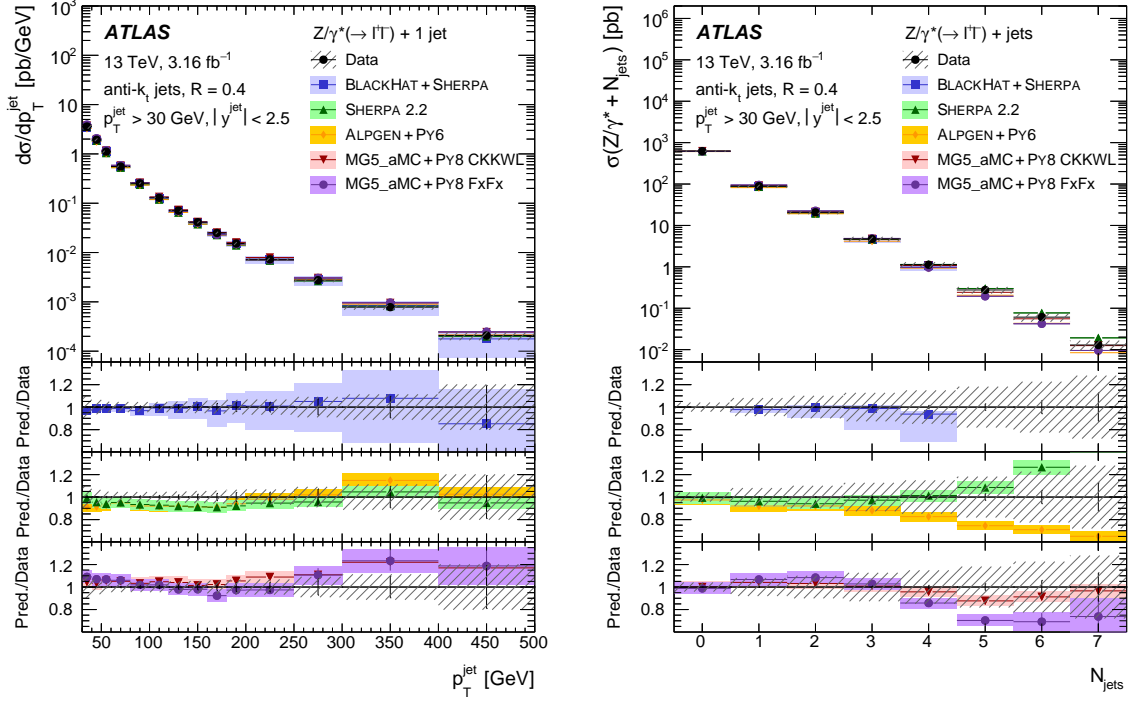 ATLAS
Z/γ*(→ l⁺l⁻) + 1 jet
13 TeV, 3.16 fb⁻¹
anti-k_t jets, R = 0.4
p_T^jet > 30 GeV, |y^jet| < 2.5
Data
BLACKHAT + SHERPA
SHERPA 2.2
ALPGEN + PY6
MG5_aMC + PY8 CKKWL
MG5_aMC + PY8 FxFx
dσ/dp_T^jet [pb/GeV]
10³
10²
10
1
10⁻¹
10⁻²
10⁻³
10⁻⁴
Pred./Data
1.2
1
0.8
Pred./Data
1.2
1
0.8
Pred./Data
1.2
1
0.8
50 100 150 200 250 300 350 400 450 500
p_T^jet [GeV]
ATLAS
Z/γ*(→ l⁺l⁻) + jets
13 TeV, 3.16 fb⁻¹
anti-k_t jets, R = 0.4
p_T^jet > 30 GeV, |y^jet| < 2.5
Data
BLACKHAT + SHERPA
SHERPA 2.2
ALPGEN + PY6
MG5_aMC + PY8 CKKWL
MG5_aMC + PY8 FxFx
σ(Z/γ* + N_jets) [pb]
10⁶
10⁵
10⁴
10³
10²
10
1
10⁻¹
10⁻²
Pred./Data
1.2
1
0.8
Pred./Data
1.2
1
0.8
Pred./Data
1.2
1
0.8
0 1 2 3 4 5 6 7
N_jets